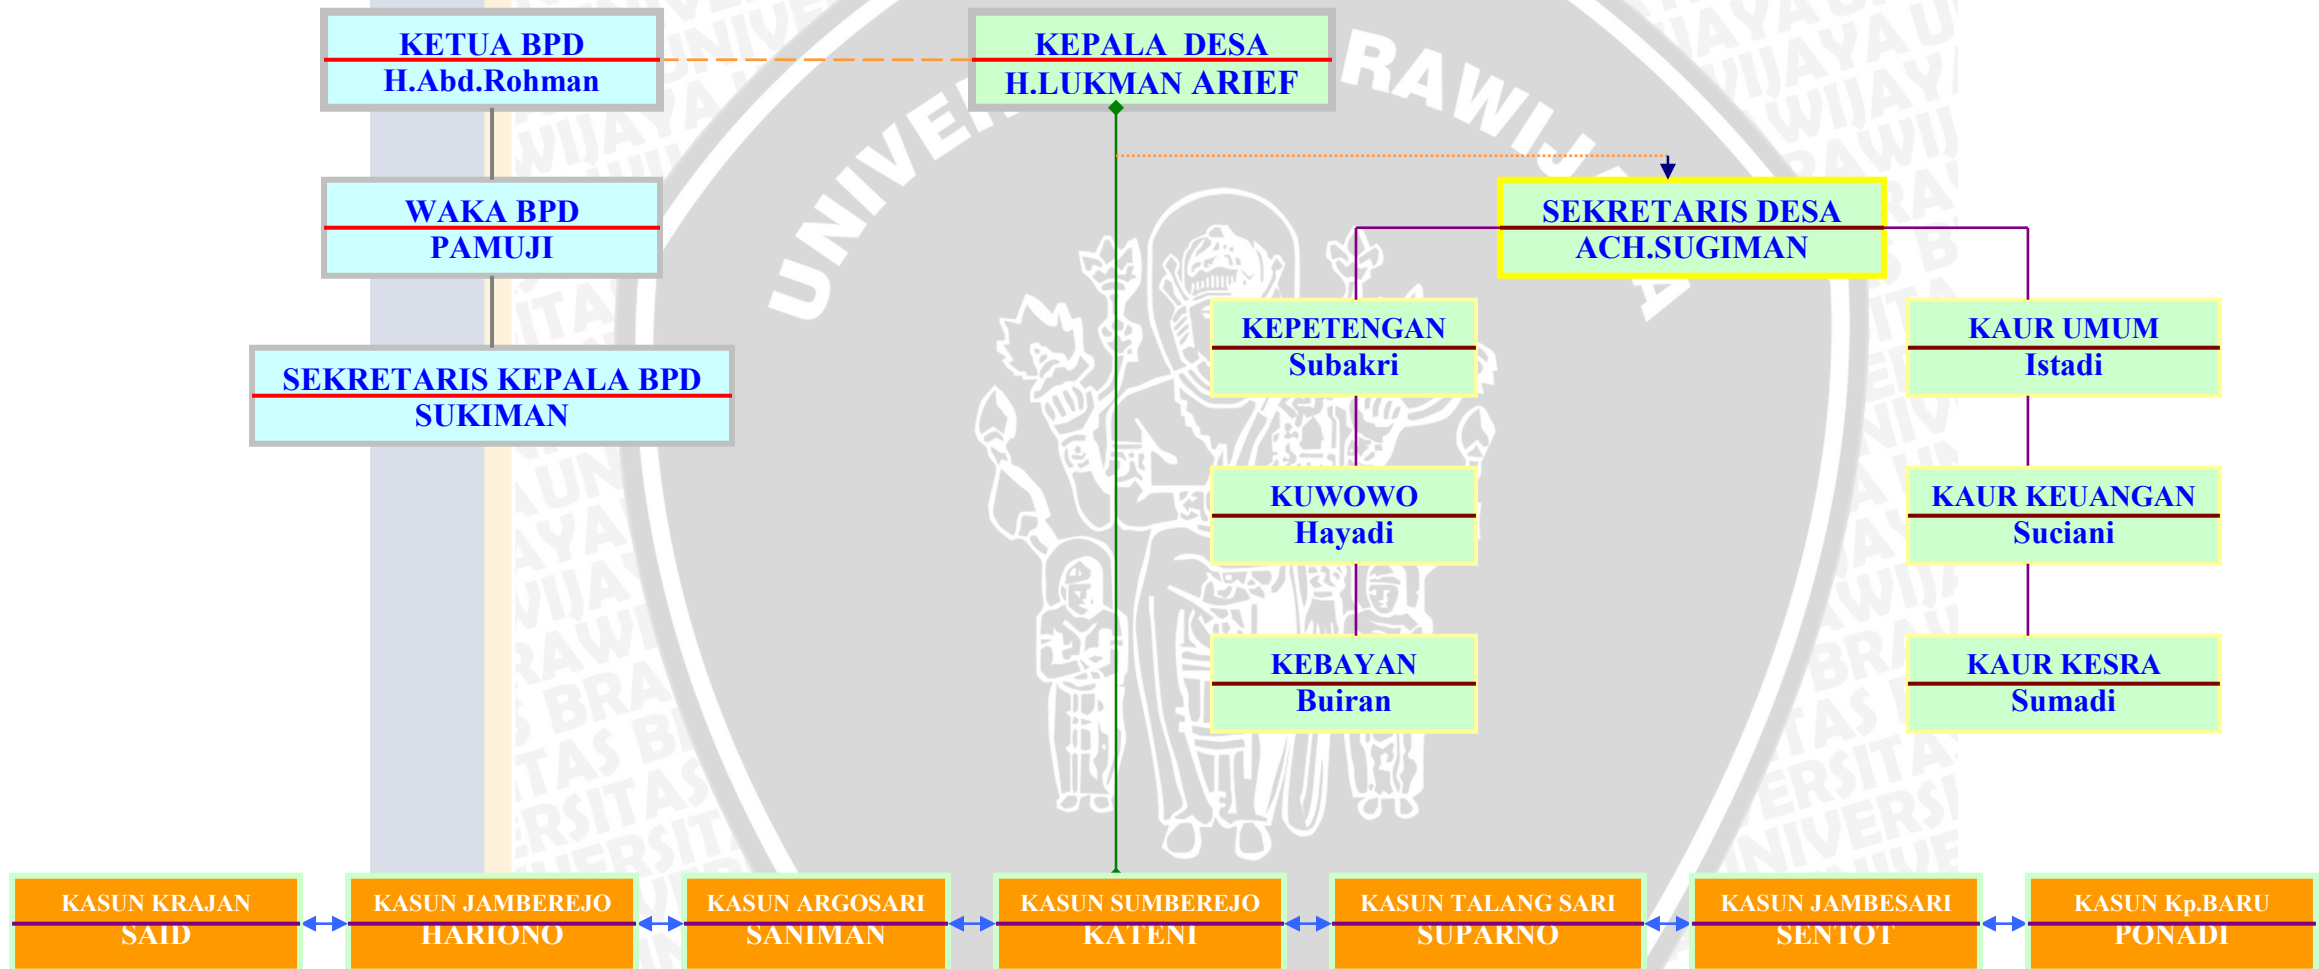 KETUA BPD
H.Abd.Rohman
KEPALA DESA
H.LUKMAN ARIEF
WAKA BPD
PAMUJI
SEKRETARIS DESA
ACH.SUGIMAN
SEKRETARIS KEPALA BPD
SUKIMAN
KEPETENGAN
Subakri
KAUR UMUM
Istadi
KUWOWO
Hayadi
KAUR KEUANGAN
Suciani
KEBAYAN
Buiran
KAUR KESRA
Sumadi
KASUN KRAJAN
SAID
KASUN JAMBEREJO
HARIONO
KASUN ARGOSARI
SANIMAN
KASUN SUMBEREJO
KATENI
KASUN TALANG SARI
SUPARNO
KASUN JAMBESARI
SENTOT
KASUN Kp.BARU
PONADI